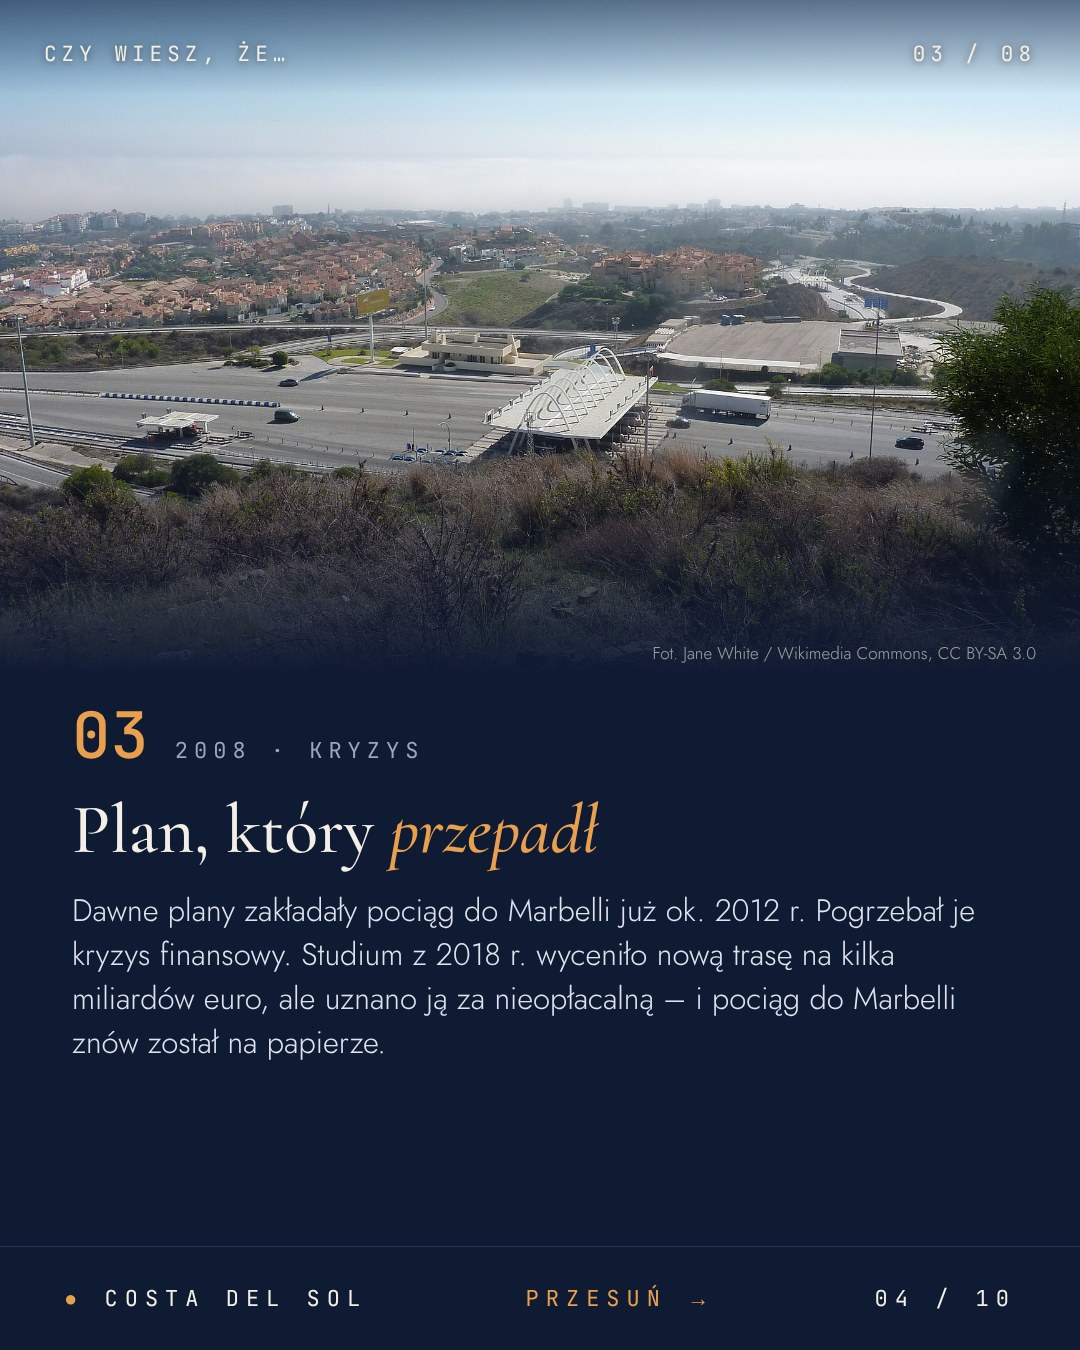 CZY WIESZ, ŻE…
03 / 08
Fot. Jane White / Wikimedia Commons, CC BY-SA 3.0
03 2008 · KRYZYS
Plan, który przepadł
Dawne plany zakładały pociąg do Marbelli już ok. 2012 r. Pogrzebał je
kryzys finansowy. Studium z 2018 r. wyceniło nową trasę na kilka
miliardów euro, ale uznano ją za nieopłacalną – i pociąg do Marbelli
znów został na papierze.
• COSTA DEL SOL
PRZESUŃ →
04 / 10